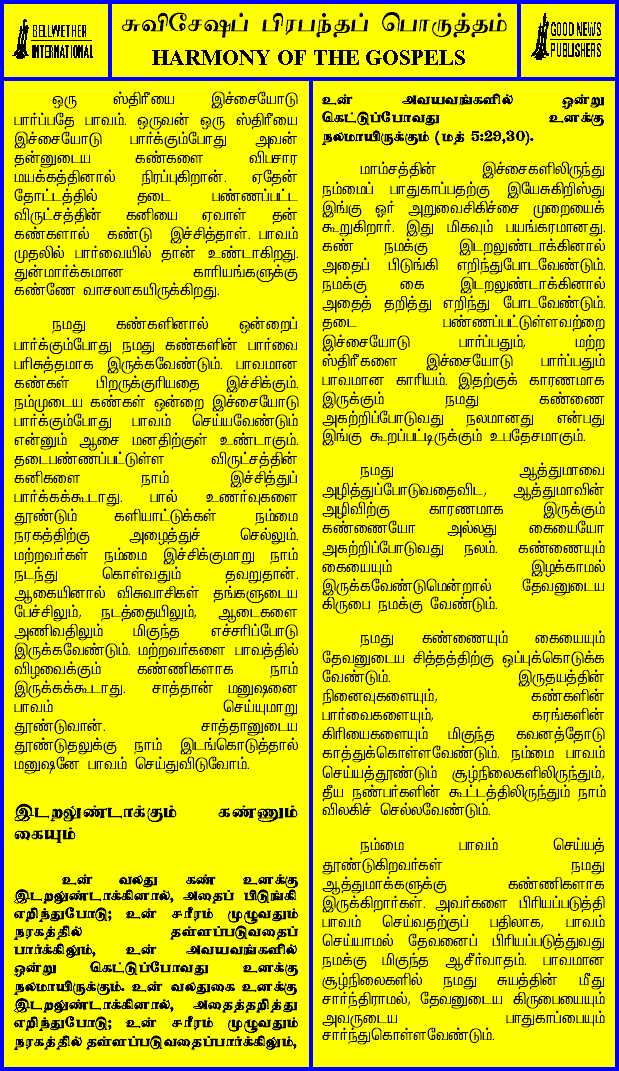 BELLWETHER
INTERNATIONAL
சுவிசேஷப் பிரபந்தப் பொருத்தம்
HARMONY OF THE GOSPELS
GOOD NEWS
PUBLISHERS
ஒரு ஸ்திரீயை இச்சையோடு
பார்ப்பதே பாவம். ஒருவன் ஒரு ஸ்திரீயை
இச்சையோடு பார்க்கும்போது அவன்
தன்னுடைய கண்களை விபசார
மயக்கத்தினால் நிரப்புகிறான். ஏதேன்
தோட்டத்தில் தடை பண்ணப்பட்ட
விருட்சத்தின் கனியை ஏவாள் தன்
கண்களால் கண்டு இச்சித்தாள். பாவம்
முதலில் பார்வையில் தான் உண்டாகிறது.
துன்மார்க்கமான காரியங்களுக்கு
கண்ணே வாசலாகயிருக்கிறது.
நமது கண்களினால் ஒன்றைப்
பார்க்கும்போது நமது கண்களின் பார்வை
பரிசுத்தமாக இருக்கவேண்டும். பாவமான
கண்கள் பிறருக்குரியதை இச்சிக்கும்.
நம்முடைய கண்கள் ஒன்றை இச்சையோடு
பார்க்கும்போது பாவம் செய்யவேண்டும்
என்னும் ஆசை மனதிற்குள் உண்டாகும்.
தடைபண்ணப்பட்டுள்ள விருட்சத்தின்
கனிகளை நாம் இச்சித்துப்
பார்க்கக்கூடாது. பால் உணர்வுகளை
தூண்டும் களியாட்டுக்கள் நம்மை
நரகத்திற்கு அழைத்துச் செல்லும்.
மற்றவர்கள் நம்மை இச்சிக்குமாறு நாம்
நடந்து கொள்வதும் தவறுதான்.
ஆகையினால் விசுவாசிகள் தங்களுடைய
பேச்சிலும், நடத்தையிலும், ஆடைகளை
அணிவதிலும் மிகுந்த எச்சரிப்போடு
இருக்கவேண்டும். மற்றவர்களை பாவத்தில்
விழவைக்கும் கண்ணிகளாக நாம்
இருக்கக்கூடாது. சாத்தான் மனுஷனை
பாவம் செய்யுமாறு
தூண்டுவான். சாத்தானுடைய
தூண்டுதலுக்கு நாம் இடங்கொடுத்தால்
மனுஷனே பாவம் செய்துவிடுவோம்.
இடறலுண்டாக்கும் கண்ணும்
கையும்
உன் வலது கண் உனக்கு
இடறலுண்டாக்கினால், அதைப் பிடுங்கி
எறிந்துபோடு; உன் சரீரம் முழுவதும்
நரகத்தில் தள்ளப்படுவதைப்
பார்க்கிலும், உன் அவயவங்களில்
ஒன்று கெட்டுப்போவது உனக்கு
நலமாயிருக்கும். உன் வலதுகை உனக்கு
இடறலுண்டாக்கினால், அதைத்தறித்து
எறிந்துபோடு; உன் சரீரம் முழுவதும்
நரகத்தில் தள்ளப்படுவதைப்பார்க்கிலும்,
உன் அவயவங்களில் ஒன்று
கெட்டுப்போவது உனக்கு
நலமாயிருக்கும் (மத் 5:29,30).
மாம்சத்தின் இச்சைகளிலிருந்து
நம்மைப் பாதுகாப்பதற்கு இயேசுகிறிஸ்து
இங்கு ஓர் அறுவைசிகிச்சை முறையைக்
கூறுகிறார். இது மிகவும் பயங்கரமானது.
கண் நமக்கு இடறலுண்டாக்கினால்
அதைப் பிடுங்கி எறிந்துபோடவேண்டும்.
நமக்கு கை இடறலுண்டாக்கினால்
அதைத் தறித்து எறிந்து போடவேண்டும்.
தடை பண்ணப்பட்டுள்ளவற்றை
இச்சையோடு பார்ப்பதும், மற்ற
ஸ்திரீகளை இச்சையோடு பார்ப்பதும்
பாவமான காரியம். இதற்குக் காரணமாக
இருக்கும் நமது கண்ணை
அகற்றிப்போடுவது நலமானது என்பது
இங்கு கூறப்பட்டிருக்கும் உபதேசமாகும்.
நமது ஆத்துமாவை
அழித்துப்போடுவதைவிட, ஆத்துமாவின்
அழிவிற்கு காரணமாக இருக்கும்
கண்ணையோ அல்லது கையையோ
அகற்றிப்போடுவது நலம். கண்ணையும்
கையையும் இழக்காமல்
இருக்கவேண்டுமென்றால் தேவனுடைய
கிருபை நமக்கு வேண்டும்.
நமது கண்ணையும் கையையும்
தேவனுடைய சித்தத்திற்கு ஒப்புக்கொடுக்க
வேண்டும். இருதயத்தின்
நினைவுகளையும், கண்களின்
பார்வைகளையும், கரங்களின்
கிரியைகளையும் மிகுந்த கவனத்தோடு
காத்துக்கொள்ளவேண்டும். நம்மை பாவம்
செய்யத்தூண்டும் சூழ்நிலைகளிலிருந்தும்,
தீய நண்பர்களின் கூட்டத்திலிருந்தும் நாம்
விலகிச் செல்லவேண்டும்.
நம்மை பாவம் செய்யத்
தூண்டுகிறவர்கள் நமது
ஆத்துமாக்களுக்கு கண்ணிகளாக
இருக்கிறார்கள். அவர்களை பிரியப்படுத்தி
பாவம் செய்வதற்குப் பதிலாக, பாவம்
செய்யாமல் தேவனைப் பிரியப்படுத்துவது
நமக்கு மிகுந்த ஆசீர்வாதம். பாவமான
சூழ்நிலைகளில் நமது சுயத்தின் மீது
சார்ந்திராமல், தேவனுடைய கிருபையையும்
அவருடைய பாதுகாப்பையும்
சார்ந்துகொள்ளவேண்டும்.